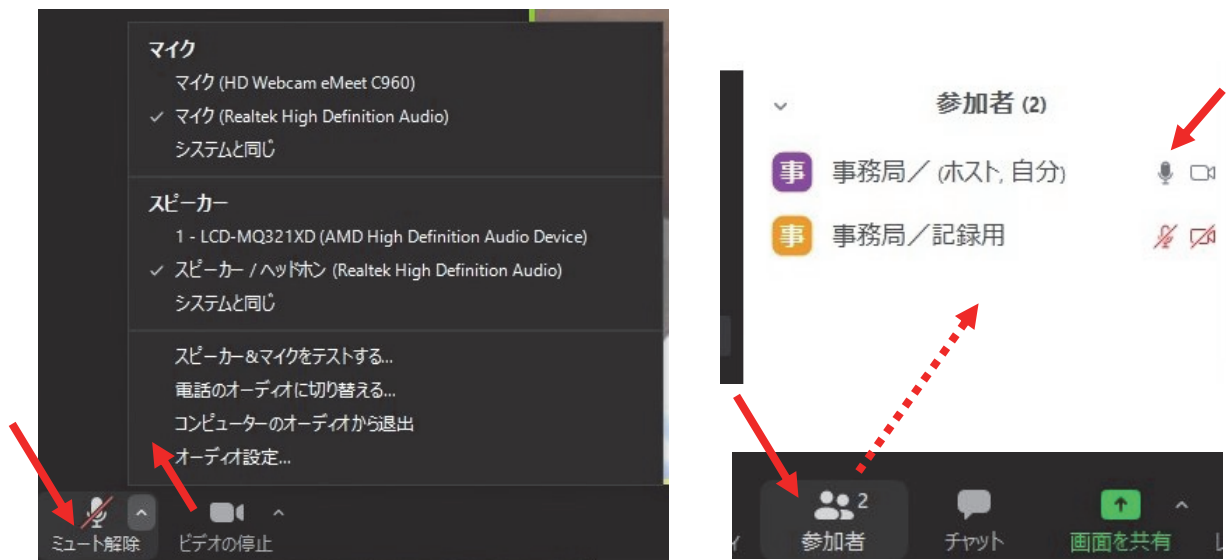 マイク
マイク (HD Webcam eMeet C960)
マイク (Realtek High Definition Audio)
システムと同じ
スピーカー
1 - LCD-MQ321XD (AMD High Definition Audio Device)
スピーカー / ヘッドホン (Realtek High Definition Audio)
システムと同じ
スピーカー&マイクをテストする...
電話のオーディオに切り替える...
コンピューターのオーディオから退出
オーディオ設定...
ミュート解除
ビデオの停止
参加者 (2)
事 事務局／ (ホスト, 自分)
事 事務局／記録用
2
参加者
チャット
画面を共有